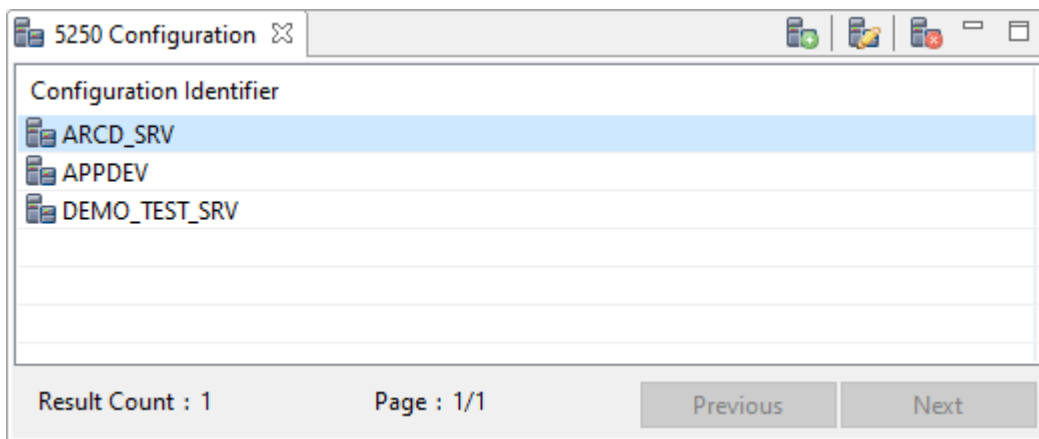 5250 Configuration
Configuration Identifier
ARCD_SRV
APPDEV
DEMO_TEST_SRV
Result Count : 1 Page : 1/1 Previous Next